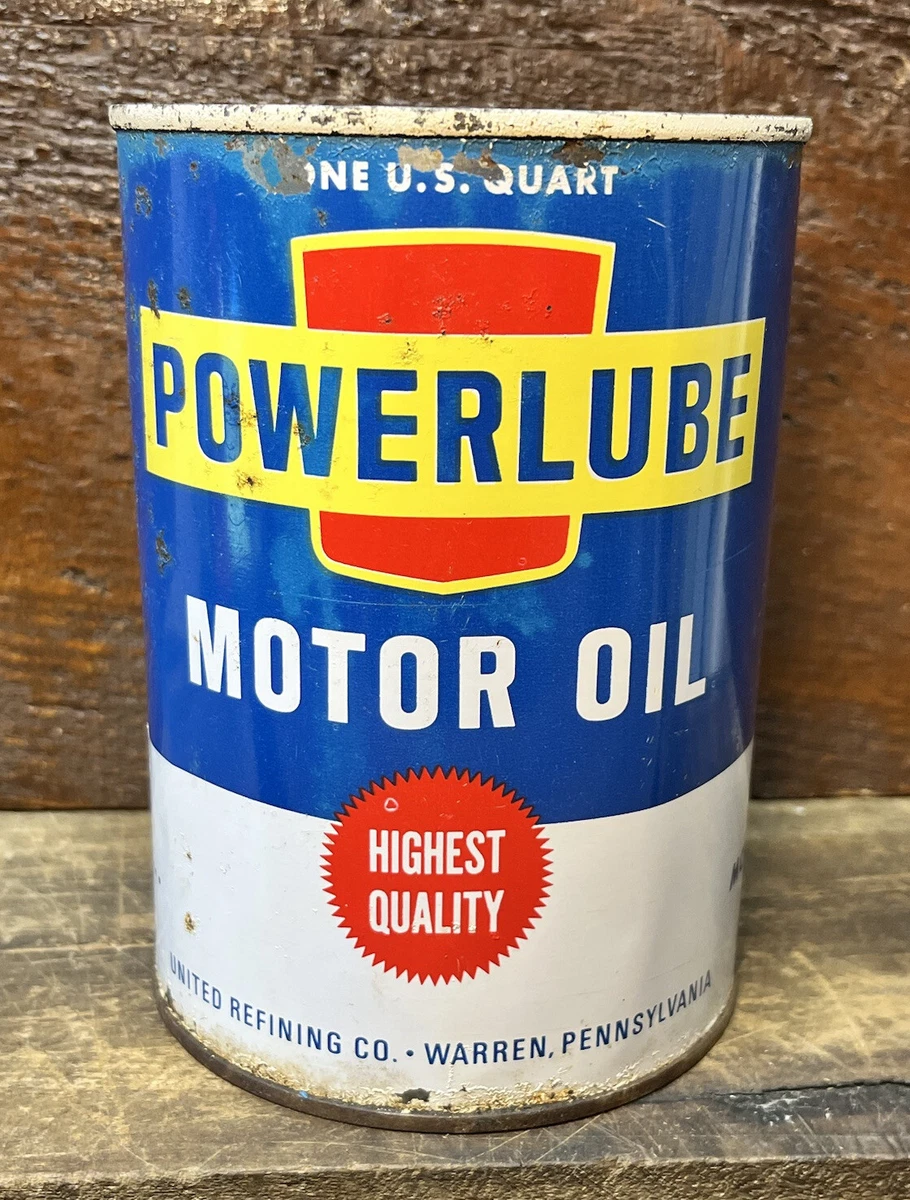 ONE U.S. QUART
POWERLUBE
MOTOR OIL
HIGHEST
QUALITY
UNITED REFINING CO. • WARREN, PENNSYLVANIA